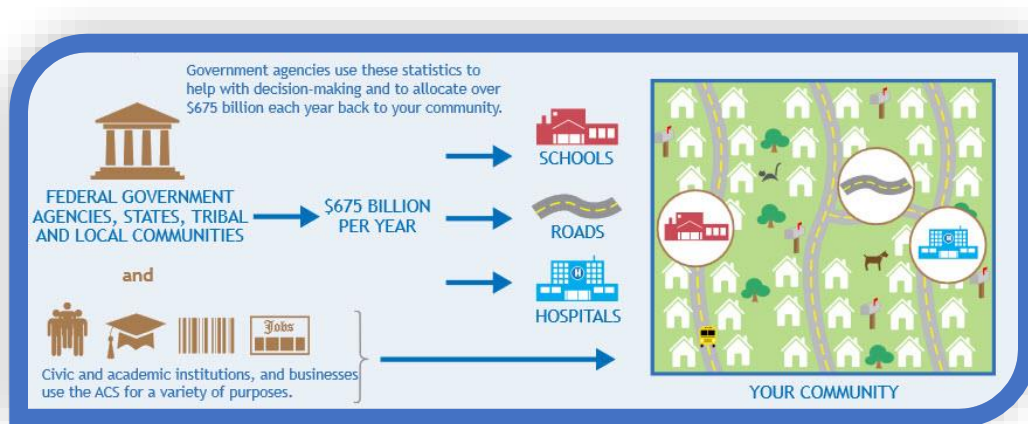 Government agencies use these statistics to
help with decision-making and to allocate over
$675 billion each year back to your community.
FEDERAL GOVERNMENT
AGENCIES, STATES, TRIBAL
AND LOCAL COMMUNITIES
$675 BILLION
PER YEAR
SCHOOLS
ROADS
H
HOSPITALS
and
Jobs
Civic and academic institutions, and businesses
use the ACS for a variety of purposes.
H
YOUR COMMUNITY